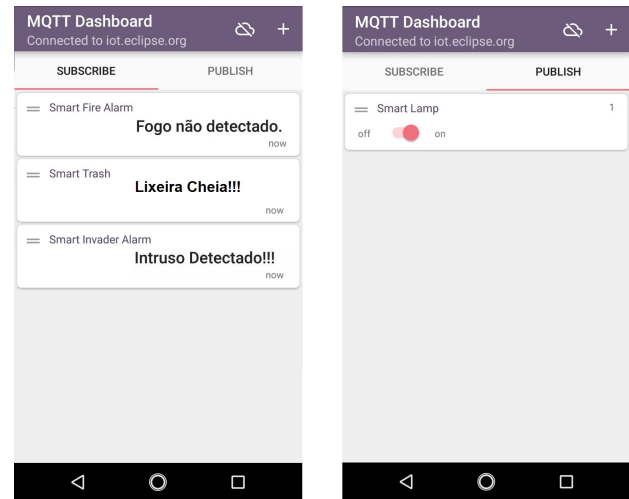 MQTT Dashboard
Connected to iot.eclipse.org
SUBSCRIBE PUBLISH
Smart Fire Alarm
Fogo não detectado.
now
Smart Trash
Lixeira Cheia!!!
now
Smart Invader Alarm
Intruso Detectado!!!
now
MQTT Dashboard
Connected to iot.eclipse.org
SUBSCRIBE PUBLISH
Smart Lamp 1
off on